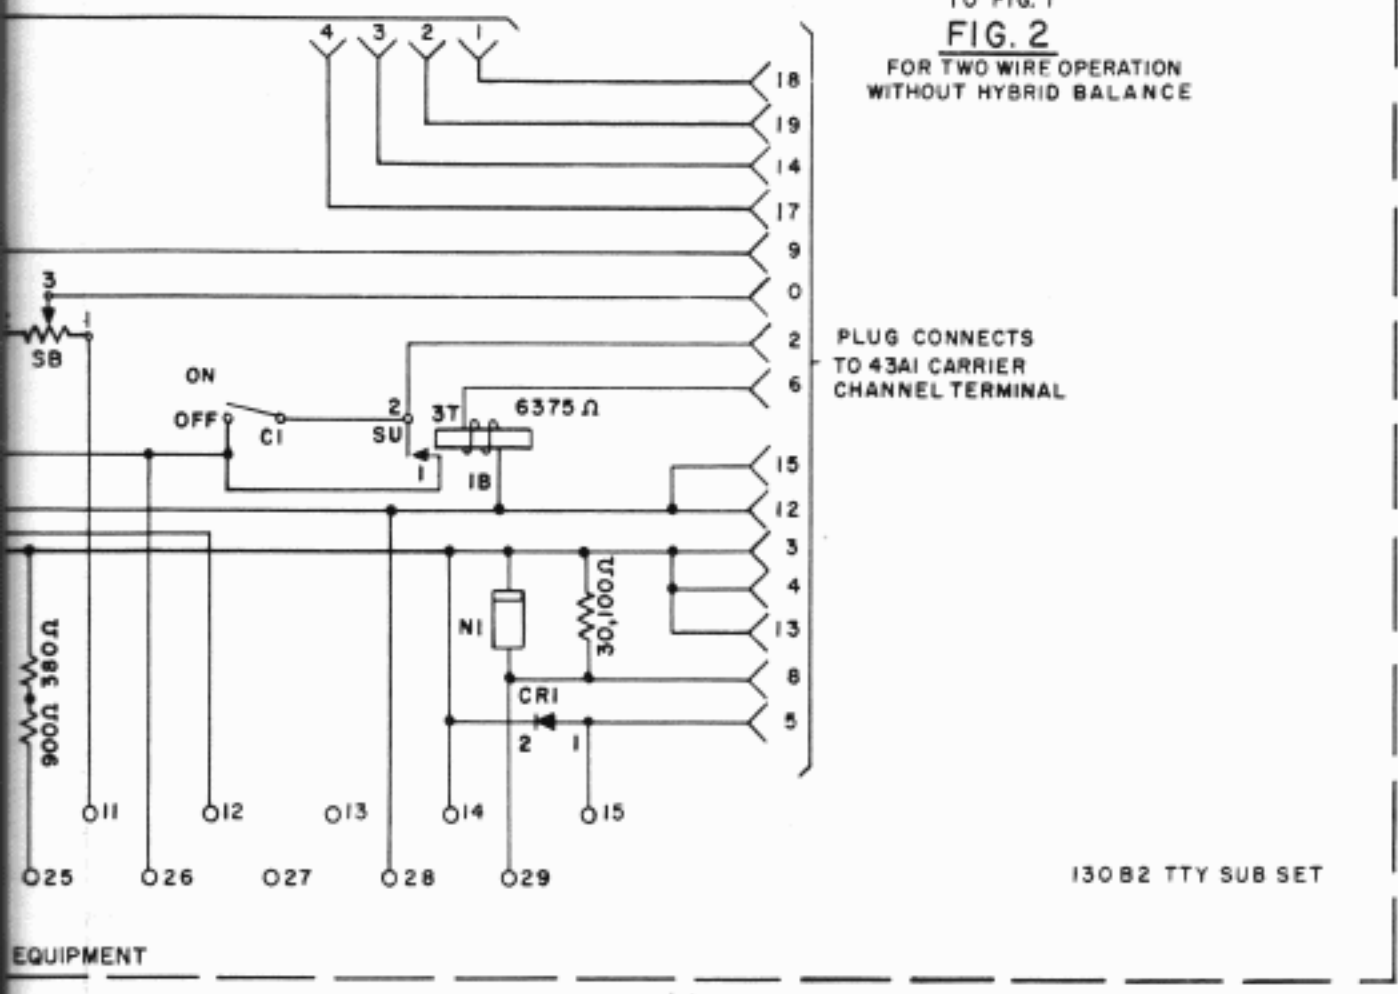 TO FIG. 1
FIG. 2
FOR TWO WIRE OPERATION
WITHOUT HYBRID BALANCE
4 3 2 1
18
19
14
17
9
3
0
1
SB
2
PLUG CONNECTS
TO 43A1 CARRIER
CHANNEL TERMINAL
ON
6
OFF
C1
2
SU
3T
6375 Ω
1
1B
15
12
3
4
13
N1
30,100Ω
380Ω
900Ω
8
CR1
5
2 1
11 12 13 14 15
25 26 27 28 29
130B2 TTY SUB SET
EQUIPMENT